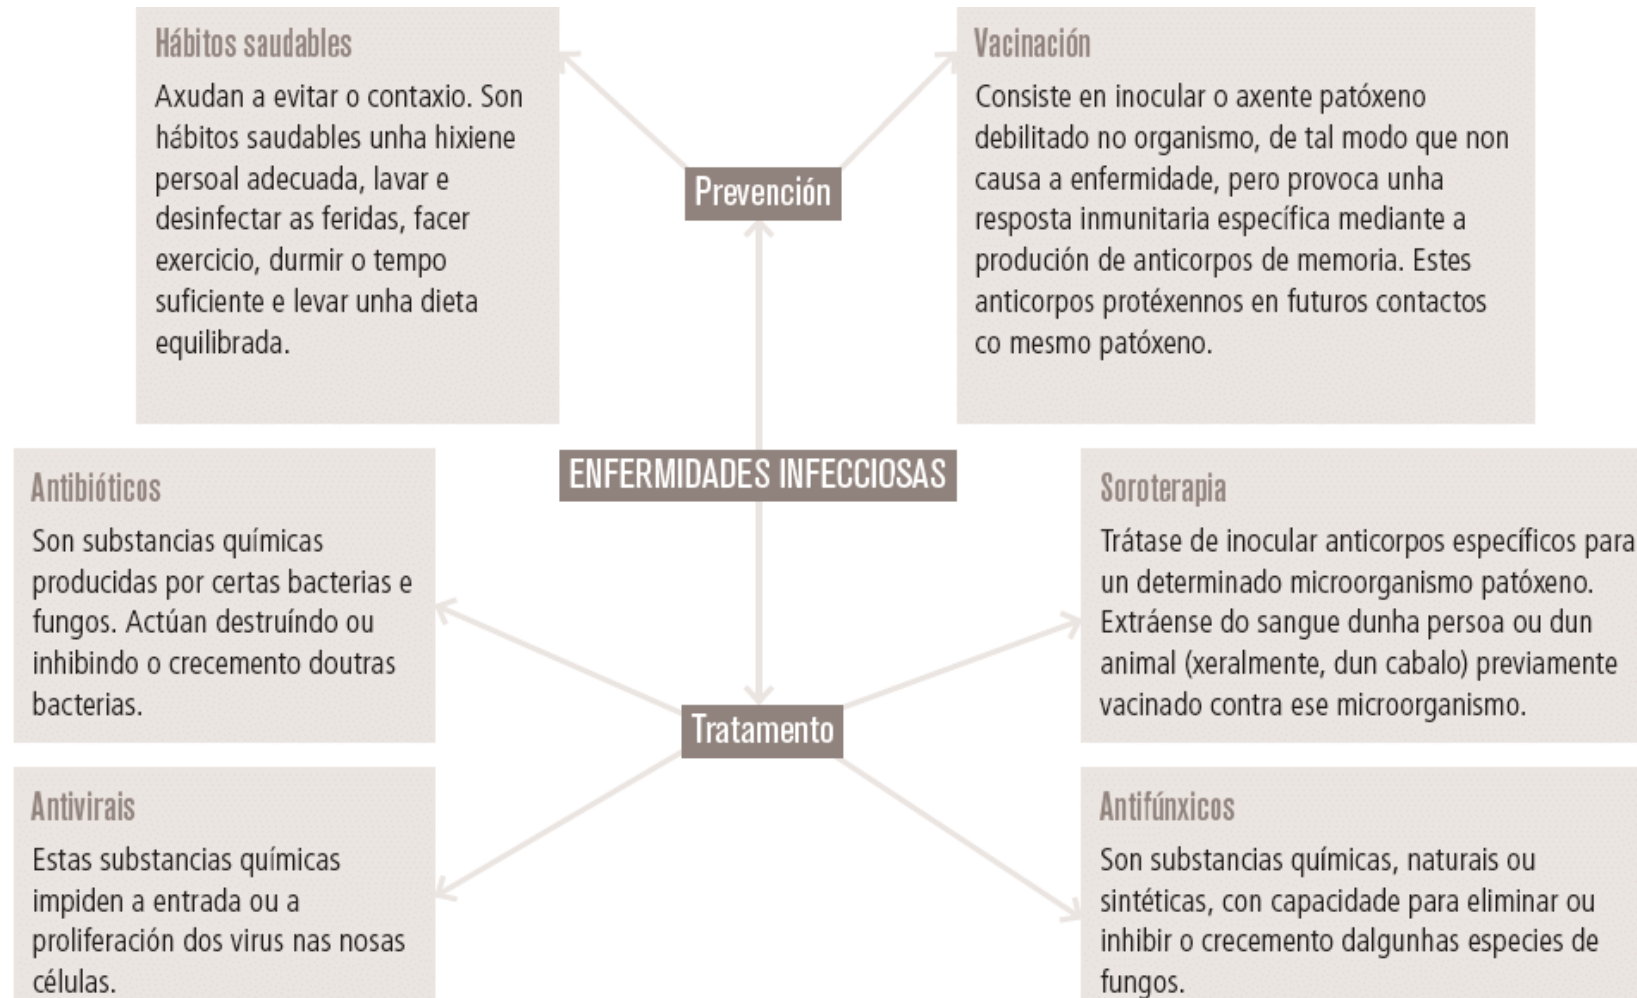 Hábitos saudables
Axudan a evitar o contaxio. Son
hábitos saudables unha hixiene
persoal adecuada, lavar e
desinfectar as feridas, facer
exercicio, durmir o tempo
suficiente e levar unha dieta
equilibrada.
Vacinación
Consiste en inocular o axente patóxeno
debilitado no organismo, de tal modo que non
causa a enfermidade, pero provoca unha
resposta inmunitaria específica mediante a
produción de anticorpos de memoria. Estes
anticorpos protéxennos en futuros contactos
co mesmo patóxeno.
Prevención
ENFERMIDADES INFECCIOSAS
Antibióticos
Son substancias químicas
producidas por certas bacterias e
fungos. Actúan destruíndo ou
inhibindo o crecemento doutras
bacterias.
Soroterapia
Trátase de inocular anticorpos específicos para
un determinado microorganismo patóxeno.
Extráense do sangue dunha persoa ou dun
animal (xeralmente, dun cabalo) previamente
vacinado contra ese microorganismo.
Tratamento
Antivirais
Estas substancias químicas
impiden a entrada ou a
proliferación dos virus nas nosas
células.
Antifúnxicos
Son substancias químicas, naturais ou
sintéticas, con capacidade para eliminar ou
inhibir o crecemento dalgunhas especies de
fungos.